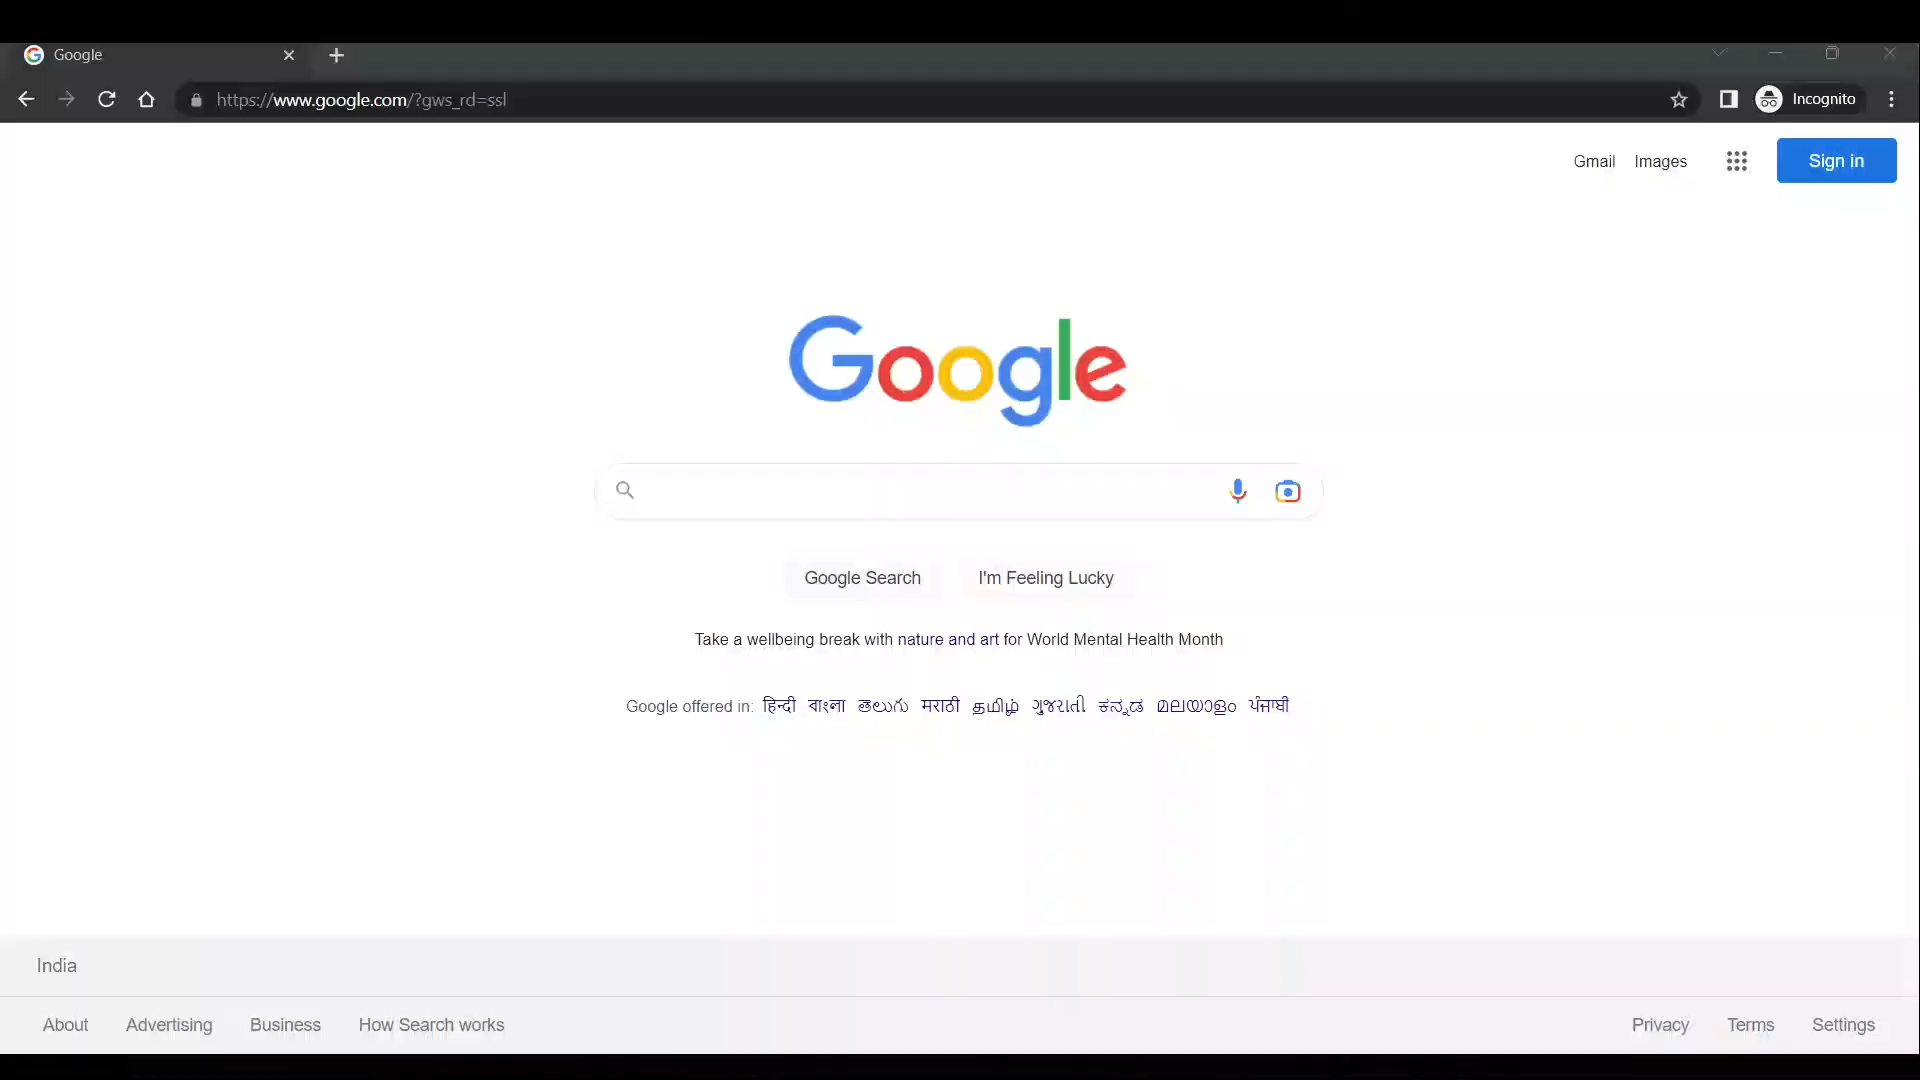 Google
https://www.google.com/?gws_rd=ssl
Incognito
Gmail Images
Sign in
Google
Google Search I'm Feeling Lucky
Take a wellbeing break with nature and art for World Mental Health Month
Google offered in: हिन्दी বাংলা తెలుగు मराठी தமிழ் ગુજરાતી ಕನ್ನಡ മലയാളം ਪੰਜਾਬੀ
India
About Advertising Business How Search works Privacy Terms Settings